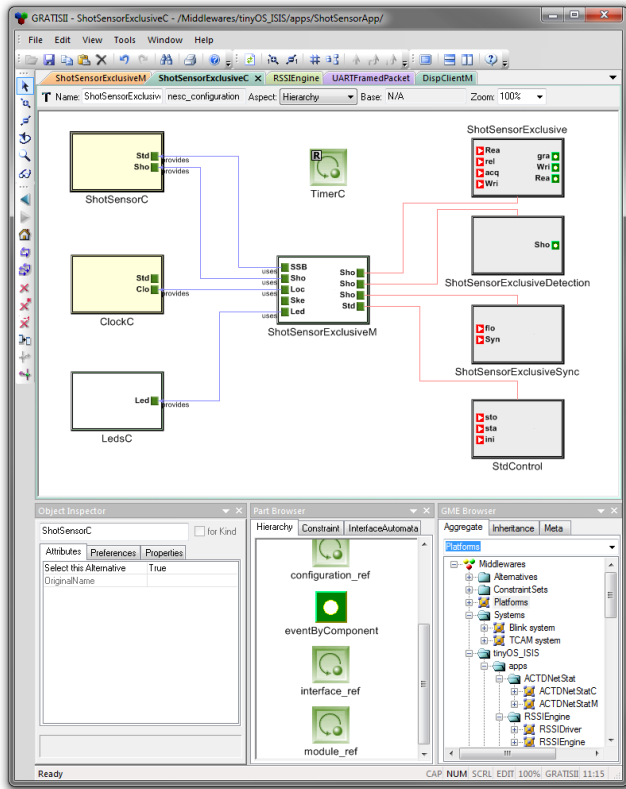 GRATISII - ShotSensorExclusiveC - /Middlewares/tinyOS_ISIS/apps/ShotSensorApp/
File Edit View Tools Window Help
ShotSensorExclusiveM ShotSensorExclusiveC RSSIEngine UARTFramedPacket DispClientM
Name: ShotSensorExclusiv nesc_configuration Aspect: Hierarchy Base: N/A Zoom: 100%
ShotSensorExclusive
Std
provides
Sho
provides
ShotSensorC
R
TimerC
Rea
rel
acq
Wri
gra
Wri
Rea
Sho
ShotSensorExclusiveDetection
Std
Clo
provides
ClockC
uses SSB
uses Sho
uses Loc
Ske
uses Led
Sho
Sho
Sho
Std
ShotSensorExclusiveM
flo
Syn
ShotSensorExclusiveSync
Led
provides
LedsC
sto
sta
ini
StdControl
Object Inspector
ShotSensorC for Kind
Attributes Preferences Properties
Select this Alternative True
OriginalName
Part Browser
Hierarchy Constraint InterfaceAutomata
configuration_ref
eventByComponent
interface_ref
module_ref
GME Browser
Aggregate Inheritance Meta
Platforms
Middlewares
Alternatives
ConstraintSets
Platforms
Systems
Blink system
TCAM system
tinyOS_ISIS
apps
ACTDNetStat
ACTDNetStatC
ACTDNetStatM
RSSIEngine
RSSIDriver
RSSIEngine
Ready CAP NUM SCRL EDIT 100% GRATISII 11:15